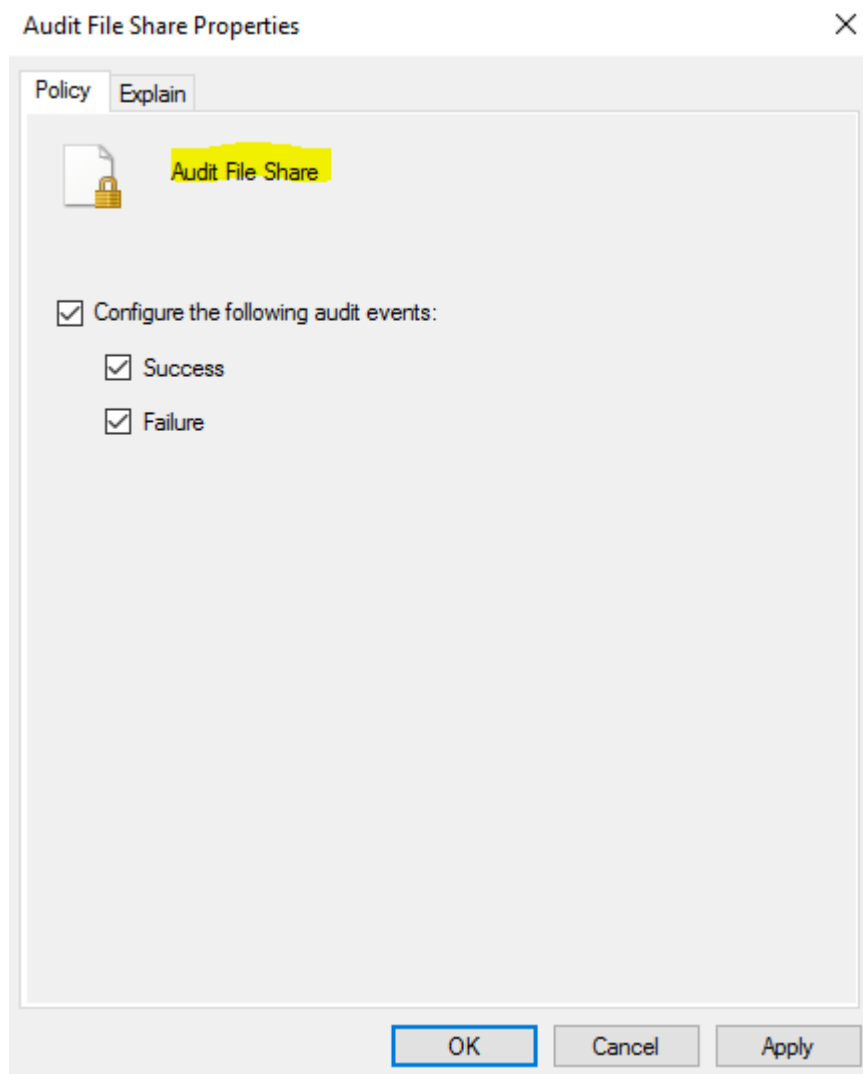 Audit File Share Properties
Policy Explain
Audit File Share
Configure the following audit events:
Success
Failure
OK Cancel Apply